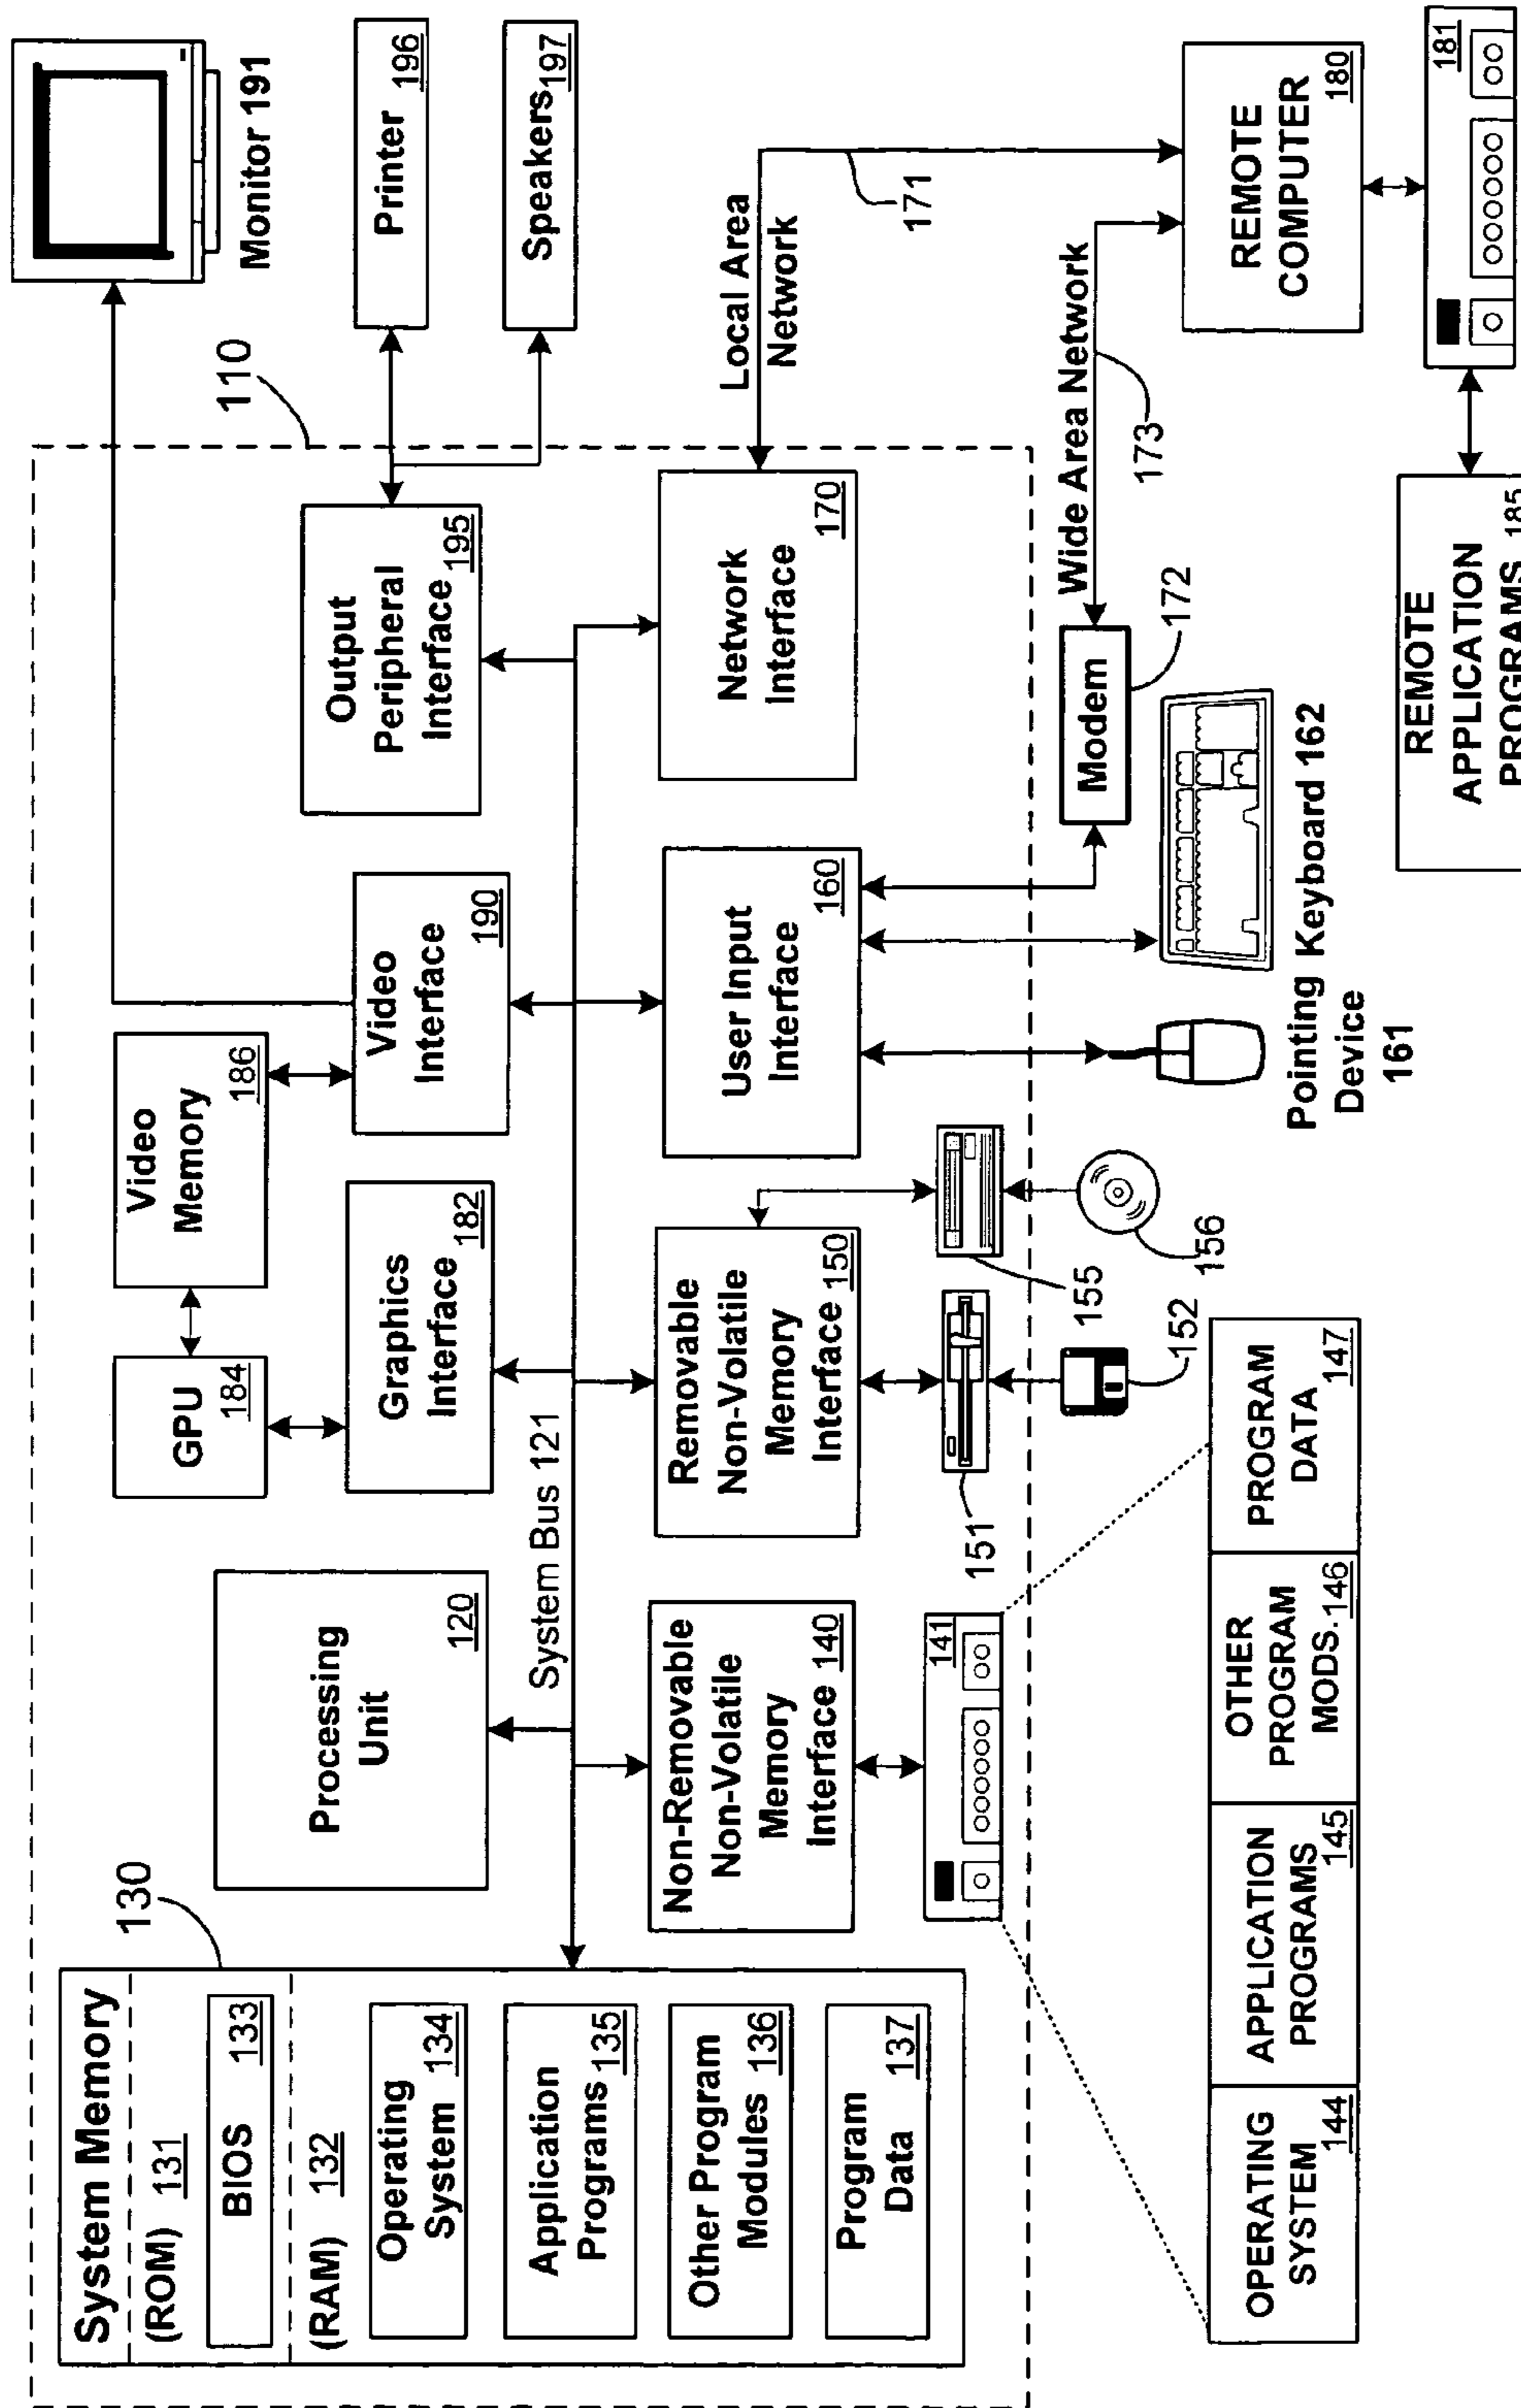 System Memory
(ROM) 131
BIOS 133
(RAM) 132
Operating
System 134
Application
Programs 135
Other Program
Modules 136
Program
Data 137
130
Processing
Unit
120
System Bus 121
GPU
184
Video
Memory
186
Graphics
Interface
182
Video
Interface
190
Output
Peripheral
Interface 195
110
Monitor 191
Printer
196
Speakers 197
Non-Removable
Non-Volatile
Memory
Interface 140
Removable
Non-Volatile
Memory
Interface 150
User Input
Interface
160
Network
Interface
170
Local Area
Network
171
Wide Area Network
173
Modem
172
141
151
152
155
156
Pointing
Device
161
Keyboard 162
REMOTE
COMPUTER
180
181
REMOTE
APPLICATION
PROGRAMS 185
OPERATING
SYSTEM 144
APPLICATION
PROGRAMS 145
OTHER
PROGRAM
MODS. 146
PROGRAM
DATA 147